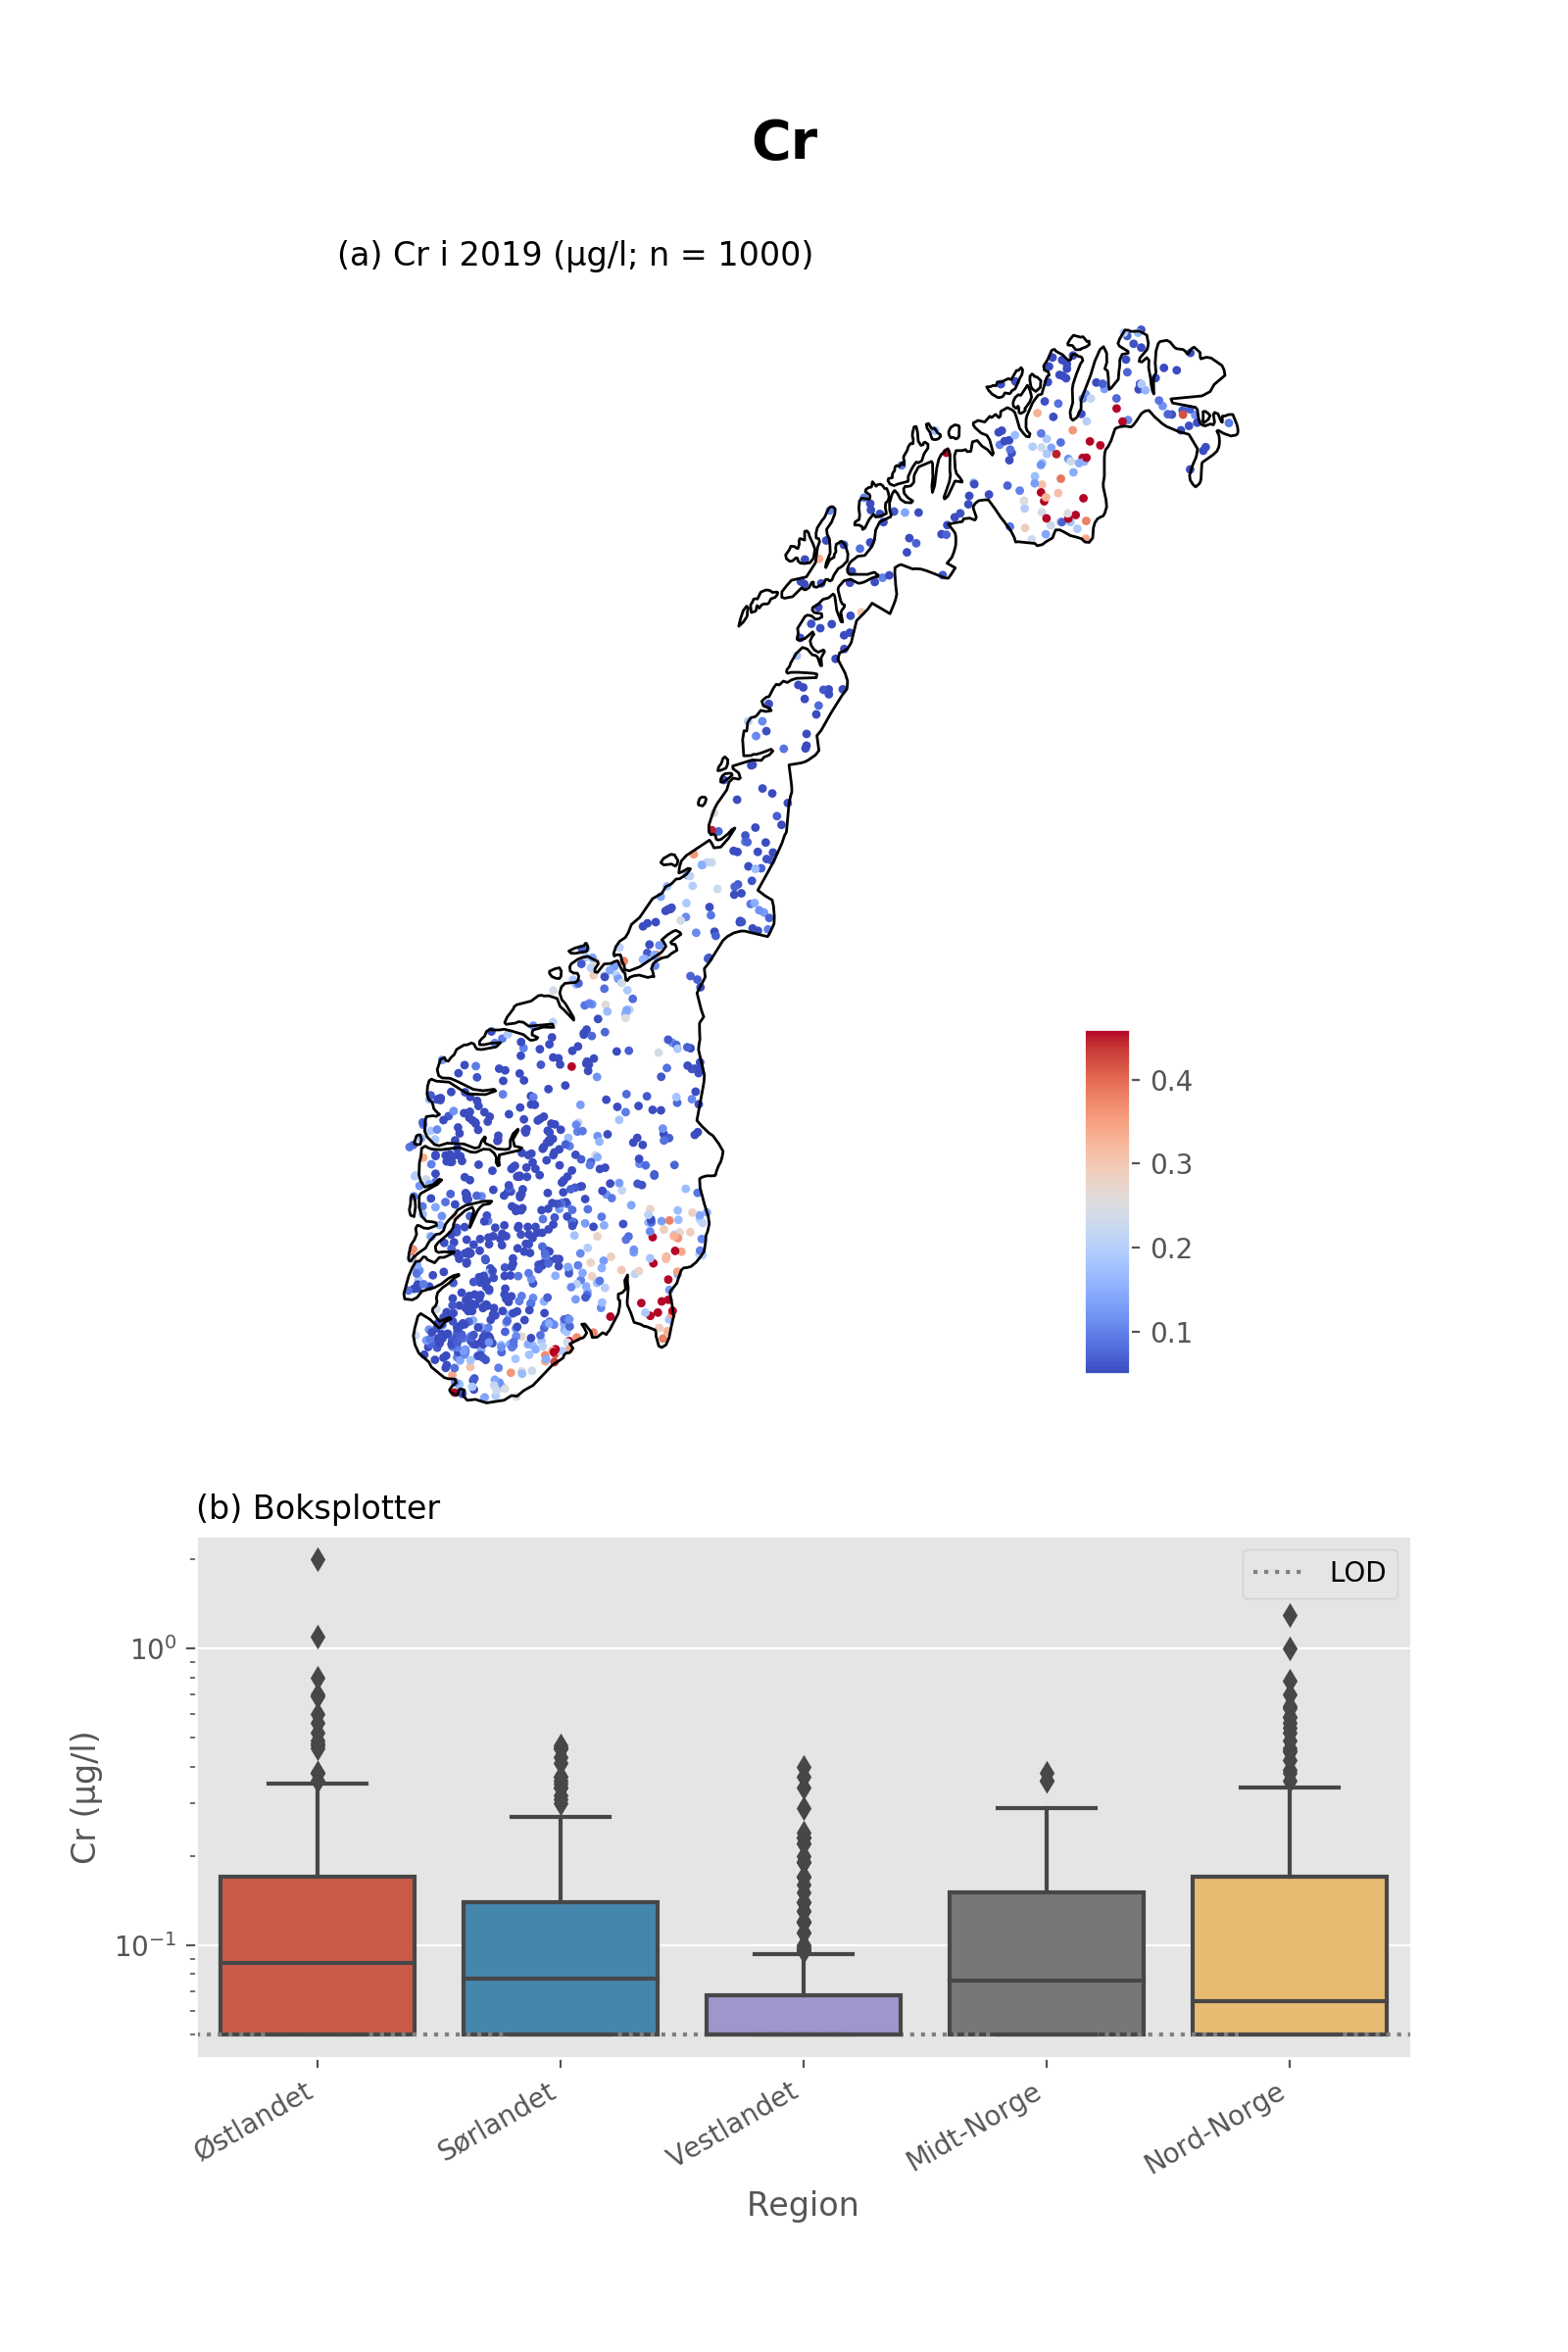 Cr
(a) Cr i 2019 (µg/l; n = 1000)
0.4
0.3
0.2
0.1
(b) Boksplotter
LOD
10⁰
10⁻¹
Cr (µg/l)
Østlandet
Sørlandet
Vestlandet
Midt-Norge
Nord-Norge
Region